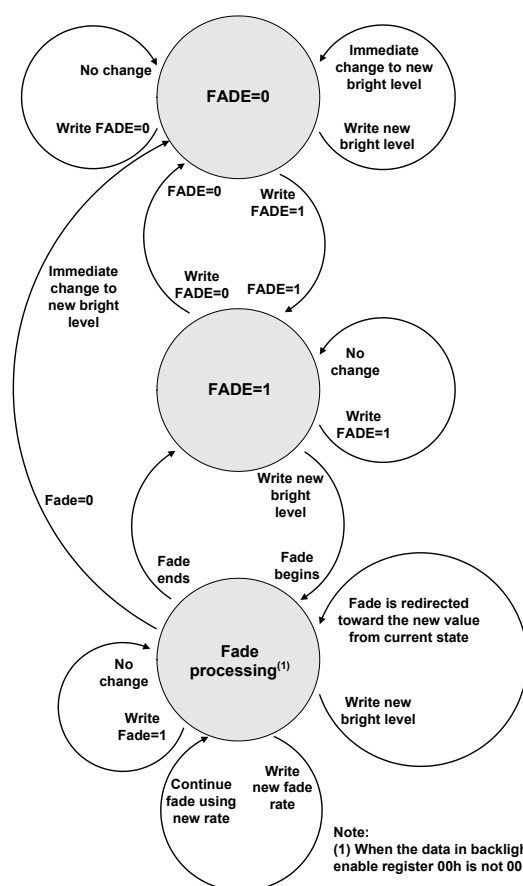 No change
Write FADE=0
FADE=0
Immediate
change to new
bright level
Write new
bright level
FADE=0
Write
FADE=1
Immediate
change to
new bright
level
Write
FADE=0
FADE=1
FADE=1
No
change
Write
FADE=1
Write new
bright
level
Fade=0
Fade
ends
Fade
begins
Fade is redirected
toward the new value
from current state
Write new
bright level
Fade
processing(1)
No
change
Write
Fade=1
Continue
fade using
new rate
Write
new fade
rate
Note:
(1) When the data in
enable register 00h is not